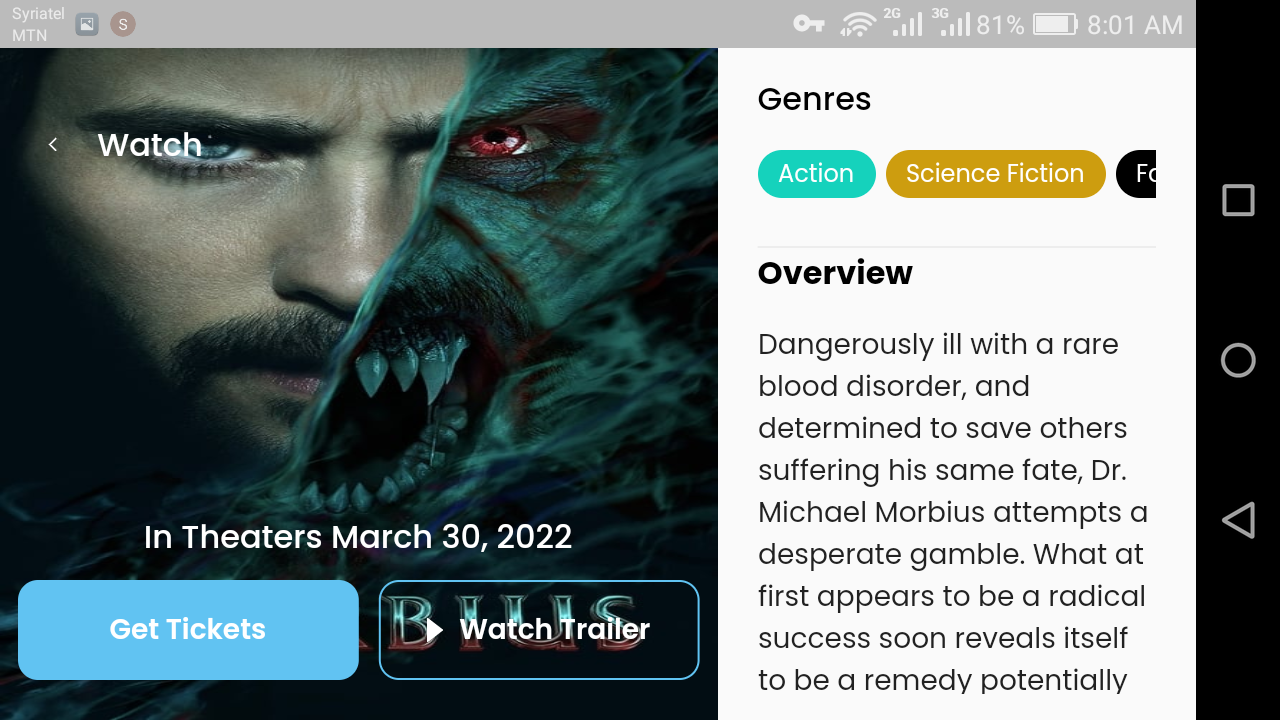 Syriatel
MTN
S
2G
3G
81%
8:01 AM
Watch
In Theaters March 30, 2022
Get Tickets
Watch Trailer
BIUS
Genres
Action
Science Fiction
Overview
Dangerously ill with a rare
blood disorder, and
determined to save others
suffering his same fate, Dr.
Michael Morbius attempts a
desperate gamble. What at
first appears to be a radical
success soon reveals itself
to be a remedy potentially